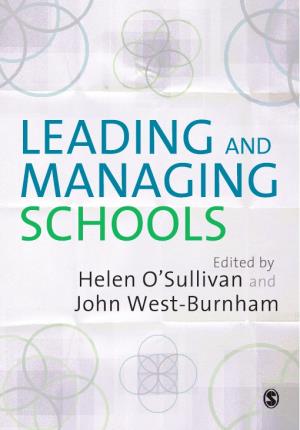 LEADING AND
MANAGING
SCHOOLS
Edited by
Helen O'Sullivan and
John West-Burnham
S